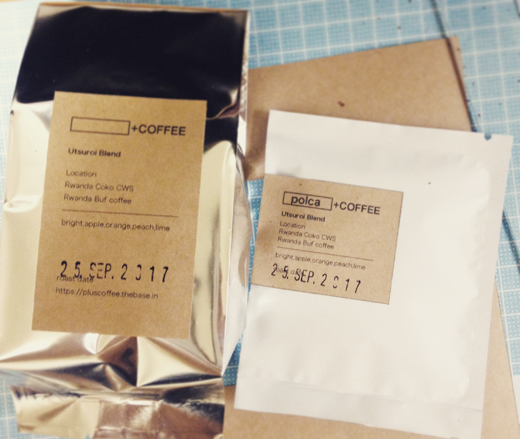 +COFFEE
Utsuroi Blend
Location
Rwanda Coko CWS
Rwanda Buf coffee
bright,apple,orange,peach,lime
25. SEP. 2017
roast date
https://pluscoffee.thebase.in
polca +COFFEE
Utsuroi Blend
Location
Rwanda Coko CWS
Rwanda Buf coffee
bright,apple,orange,peach,lime
25. SEP. 2017